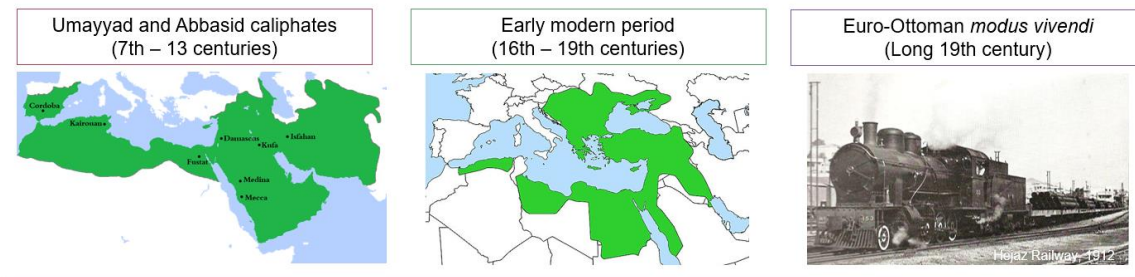 Umayyad and Abbasid caliphates
(7th – 13 centuries)
Early modern period
(16th – 19th centuries)
Euro-Ottoman modus vivendi
(Long 19th century)
Cordoba
Kairouan
Damascus
Isfahan
Kufa
Fustat
Medina
Mecca
Hejaz Railway, 1912